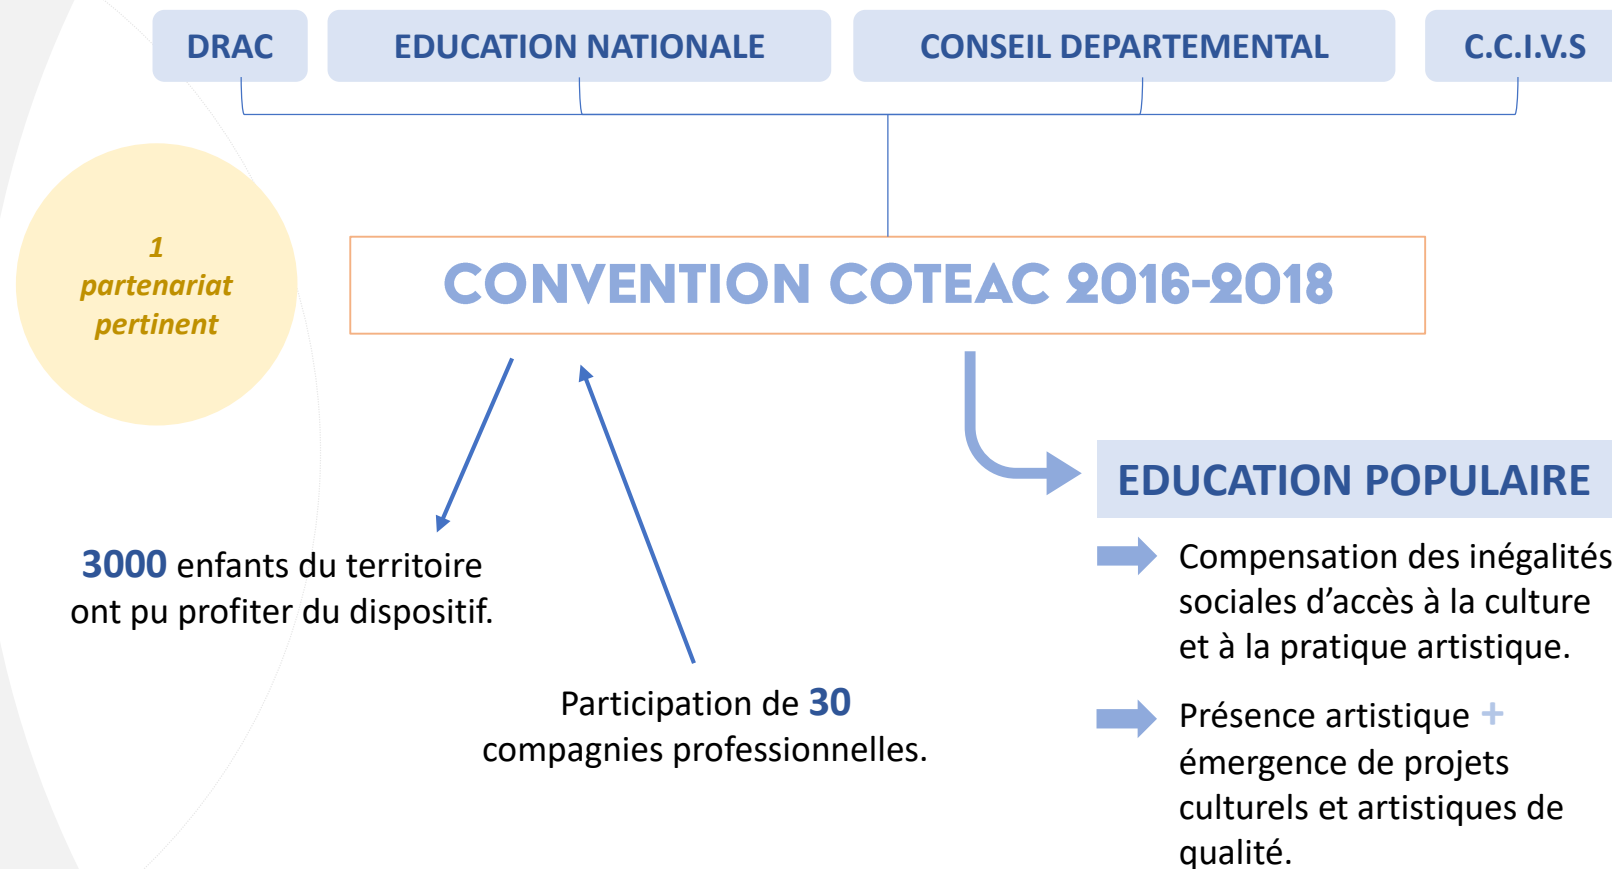 DRAC
EDUCATION NATIONALE
CONSEIL DEPARTEMENTAL
C.C.I.V.S
1
partenariat
pertinent
CONVENTION COTEAC 2016-2018
3000 enfants du territoire
ont pu profiter du dispositif.
Participation de 30
compagnies professionnelles.
EDUCATION POPULAIRE
Compensation des inégalités
sociales d’accès à la culture
et à la pratique artistique.
Présence artistique +
émergence de projets
culturels et artistiques de
qualité.